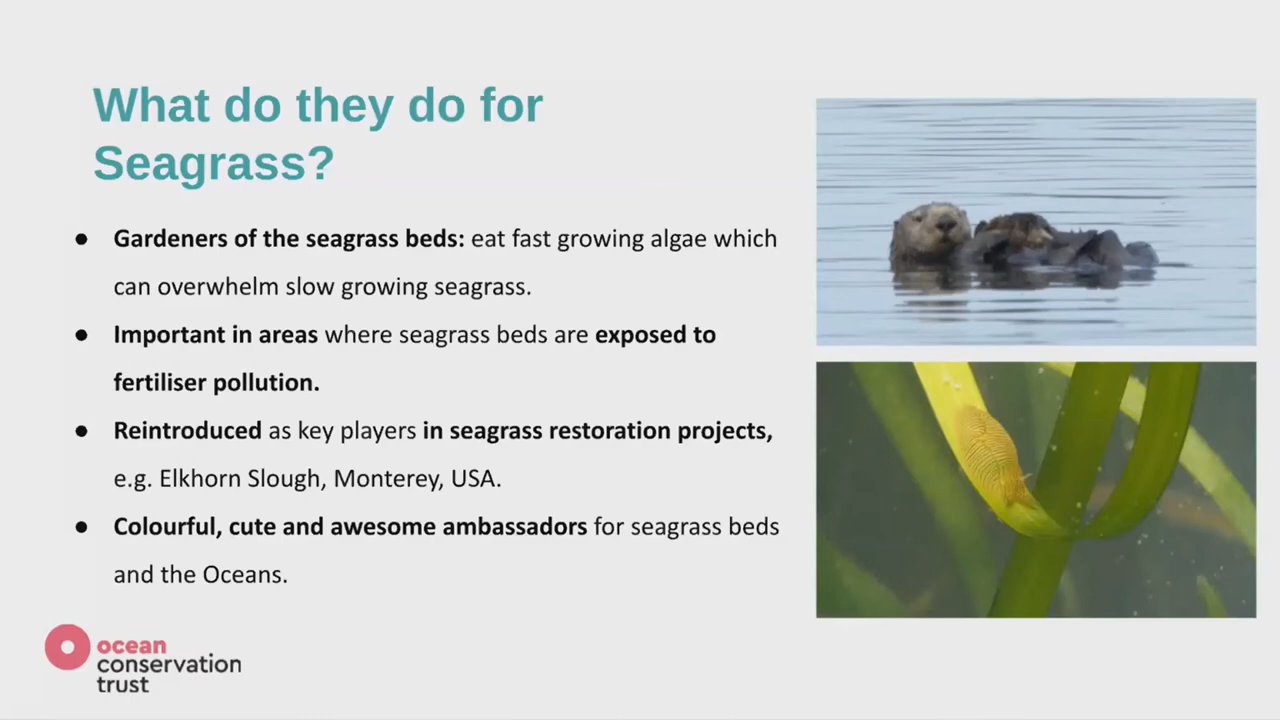 What do they do for
Seagrass?
● Gardeners of the seagrass beds: eat fast growing algae which
can overwhelm slow growing seagrass.
● Important in areas where seagrass beds are exposed to
fertiliser pollution.
● Reintroduced as key players in seagrass restoration projects,
e.g. Elkhorn Slough, Monterey, USA.
● Colourful, cute and awesome ambassadors for seagrass beds
and the Oceans.
ocean
conservation
trust